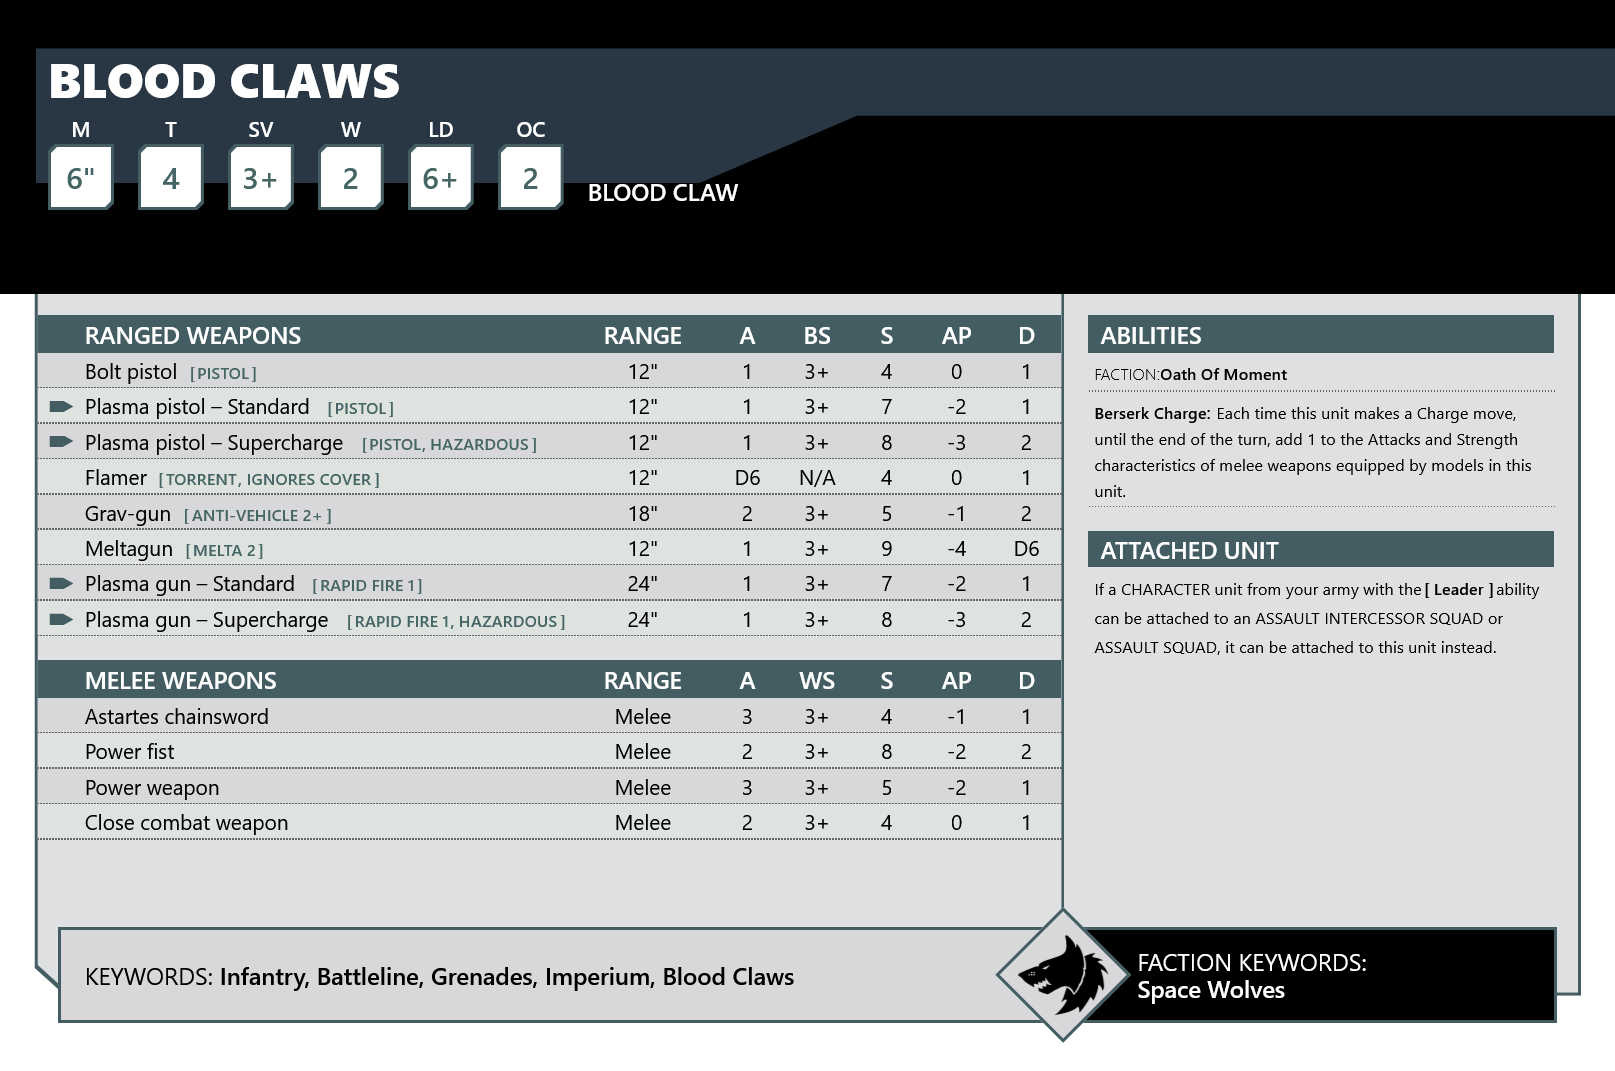 BLOOD CLAWS
M T SV W LD OC
6" 4 3+ 2 6+ 2 BLOOD CLAW
RANGED WEAPONS RANGE A BS S AP D
Bolt pistol [PISTOL] 12" 1 3+ 4 0 1
Plasma pistol – Standard [PISTOL] 12" 1 3+ 7 -2 1
Plasma pistol – Supercharge [PISTOL, HAZARDOUS] 12" 1 3+ 8 -3 2
Flamer [TORRENT, IGNORES COVER] 12" D6 N/A 4 0 1
Grav-gun [ANTI-VEHICLE 2+] 18" 2 3+ 5 -1 2
Meltagun [MELTA 2] 12" 1 3+ 9 -4 D6
Plasma gun – Standard [RAPID FIRE 1] 24" 1 3+ 7 -2 1
Plasma gun – Supercharge [RAPID FIRE 1, HAZARDOUS] 24" 1 3+ 8 -3 2
MELEE WEAPONS RANGE A WS S AP D
Astartes chainsword Melee 3 3+ 4 -1 1
Power fist Melee 2 3+ 8 -2 2
Power weapon Melee 3 3+ 5 -2 1
Close combat weapon Melee 2 3+ 4 0 1
ABILITIES
FACTION:Oath Of Moment
Berserk Charge: Each time this unit makes a Charge move,
until the end of the turn, add 1 to the Attacks and Strength
characteristics of melee weapons equipped by models in this
unit.
ATTACHED UNIT
If a CHARACTER unit from your army with the [ Leader ] ability
can be attached to an ASSAULT INTERCESSOR SQUAD or
ASSAULT SQUAD, it can be attached to this unit instead.
KEYWORDS: Infantry, Battleline, Grenades, Imperium, Blood Claws
FACTION KEYWORDS:
Space Wolves